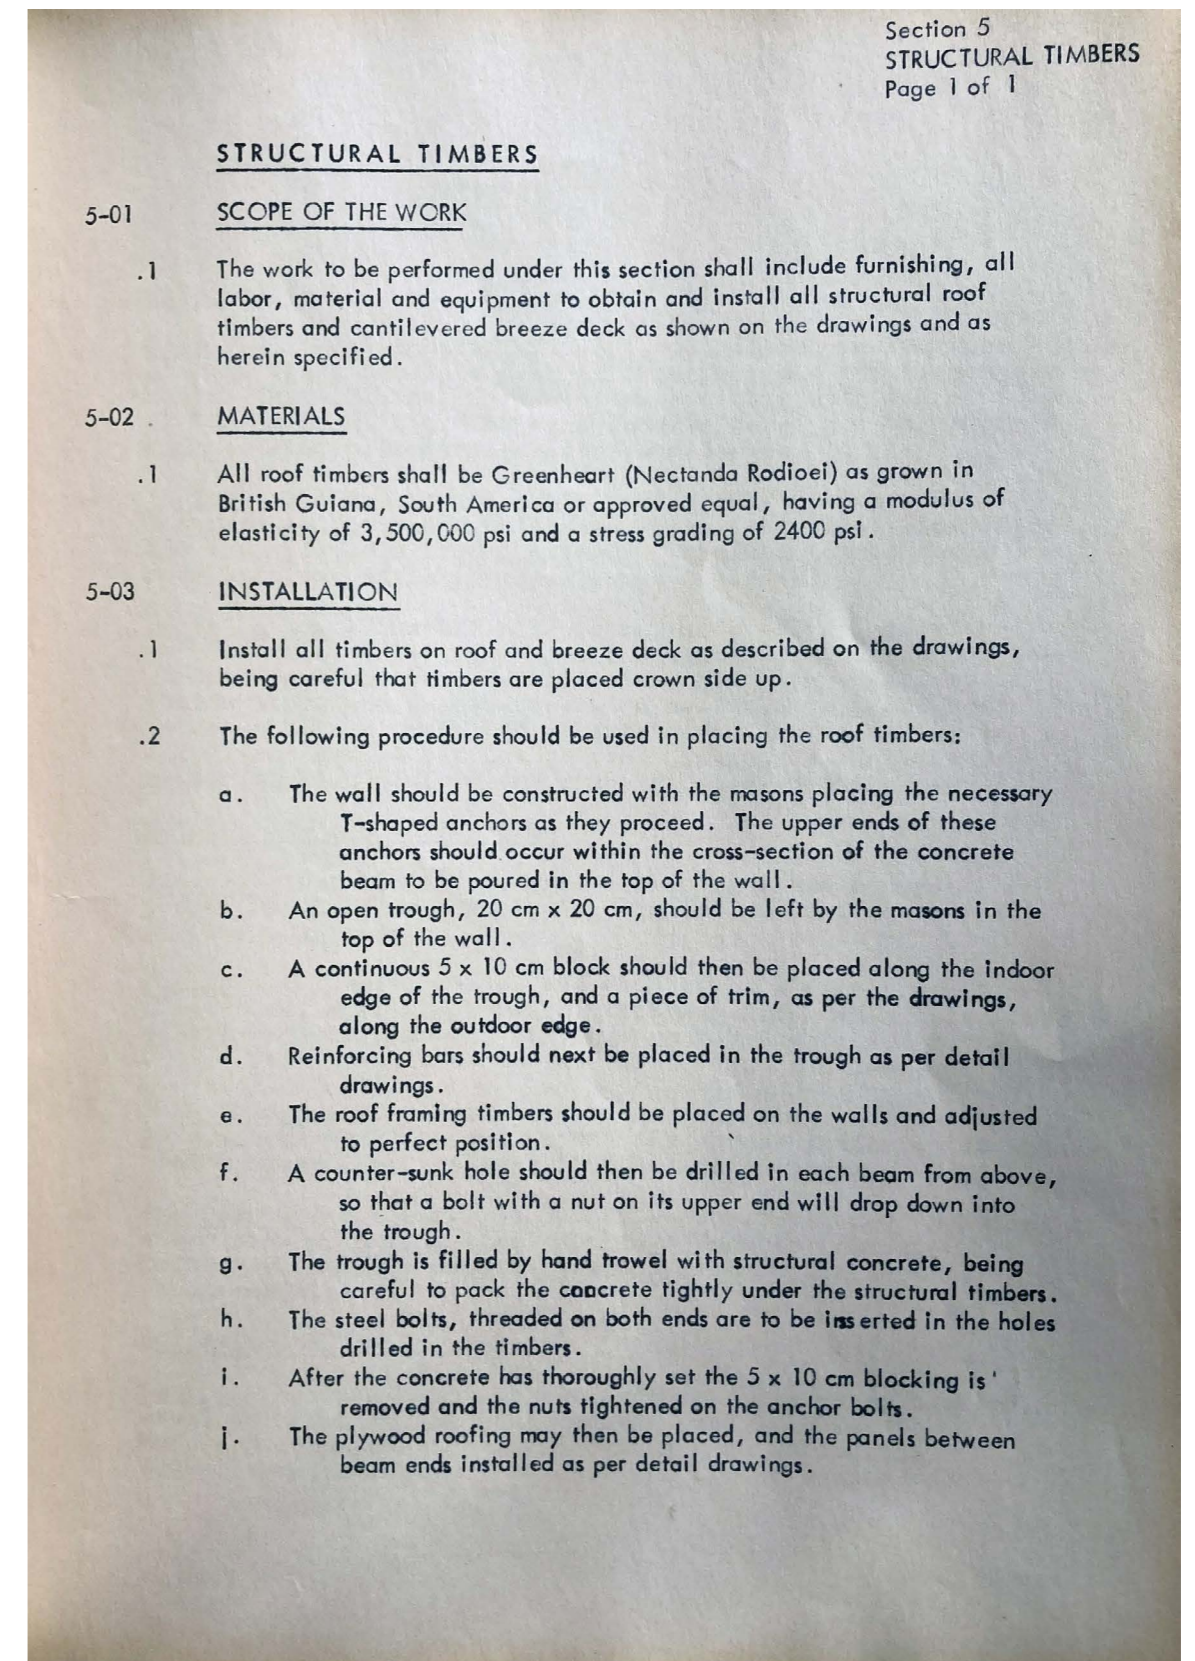 Section 5
STRUCTURAL TIMBERS
Page 1 of 1
STRUCTURAL TIMBERS
5-01 SCOPE OF THE WORK
.1 The work to be performed under this section shall include furnishing, all
labor, material and equipment to obtain and install all structural roof
timbers and cantilevered breeze deck as shown on the drawings and as
herein specified.
5-02 MATERIALS
.1 All roof timbers shall be Greenheart (Nectanda Rodioei) as grown in
British Guiana, South America or approved equal, having a modulus of
elasticity of 3,500,000 psi and a stress grading of 2400 psi.
5-03 INSTALLATION
.1 Install all timbers on roof and breeze deck as described on the drawings,
being careful that timbers are placed crown side up.
.2 The following procedure should be used in placing the roof timbers:
a. The wall should be constructed with the masons placing the necessary
T-shaped anchors as they proceed. The upper ends of these
anchors should occur within the cross-section of the concrete
beam to be poured in the top of the wall.
b. An open trough, 20 cm x 20 cm, should be left by the masons in the
top of the wall.
c. A continuous 5 x 10 cm block should then be placed along the indoor
edge of the trough, and a piece of trim, as per the drawings,
along the outdoor edge.
d. Reinforcing bars should next be placed in the trough as per detail
drawings.
e. The roof framing timbers should be placed on the walls and adjusted
to perfect position.
f. A counter-sunk hole should then be drilled in each beam from above,
so that a bolt with a nut on its upper end will drop down into
the trough.
g. The trough is filled by hand trowel with structural concrete, being
careful to pack the concrete tightly under the structural timbers.
h. The steel bolts, threaded on both ends are to be inserted in the holes
drilled in the timbers.
i. After the concrete has thoroughly set the 5 x 10 cm blocking is
removed and the nuts tightened on the anchor bolts.
j. The plywood roofing may then be placed, and the panels between
beam ends installed as per detail drawings.